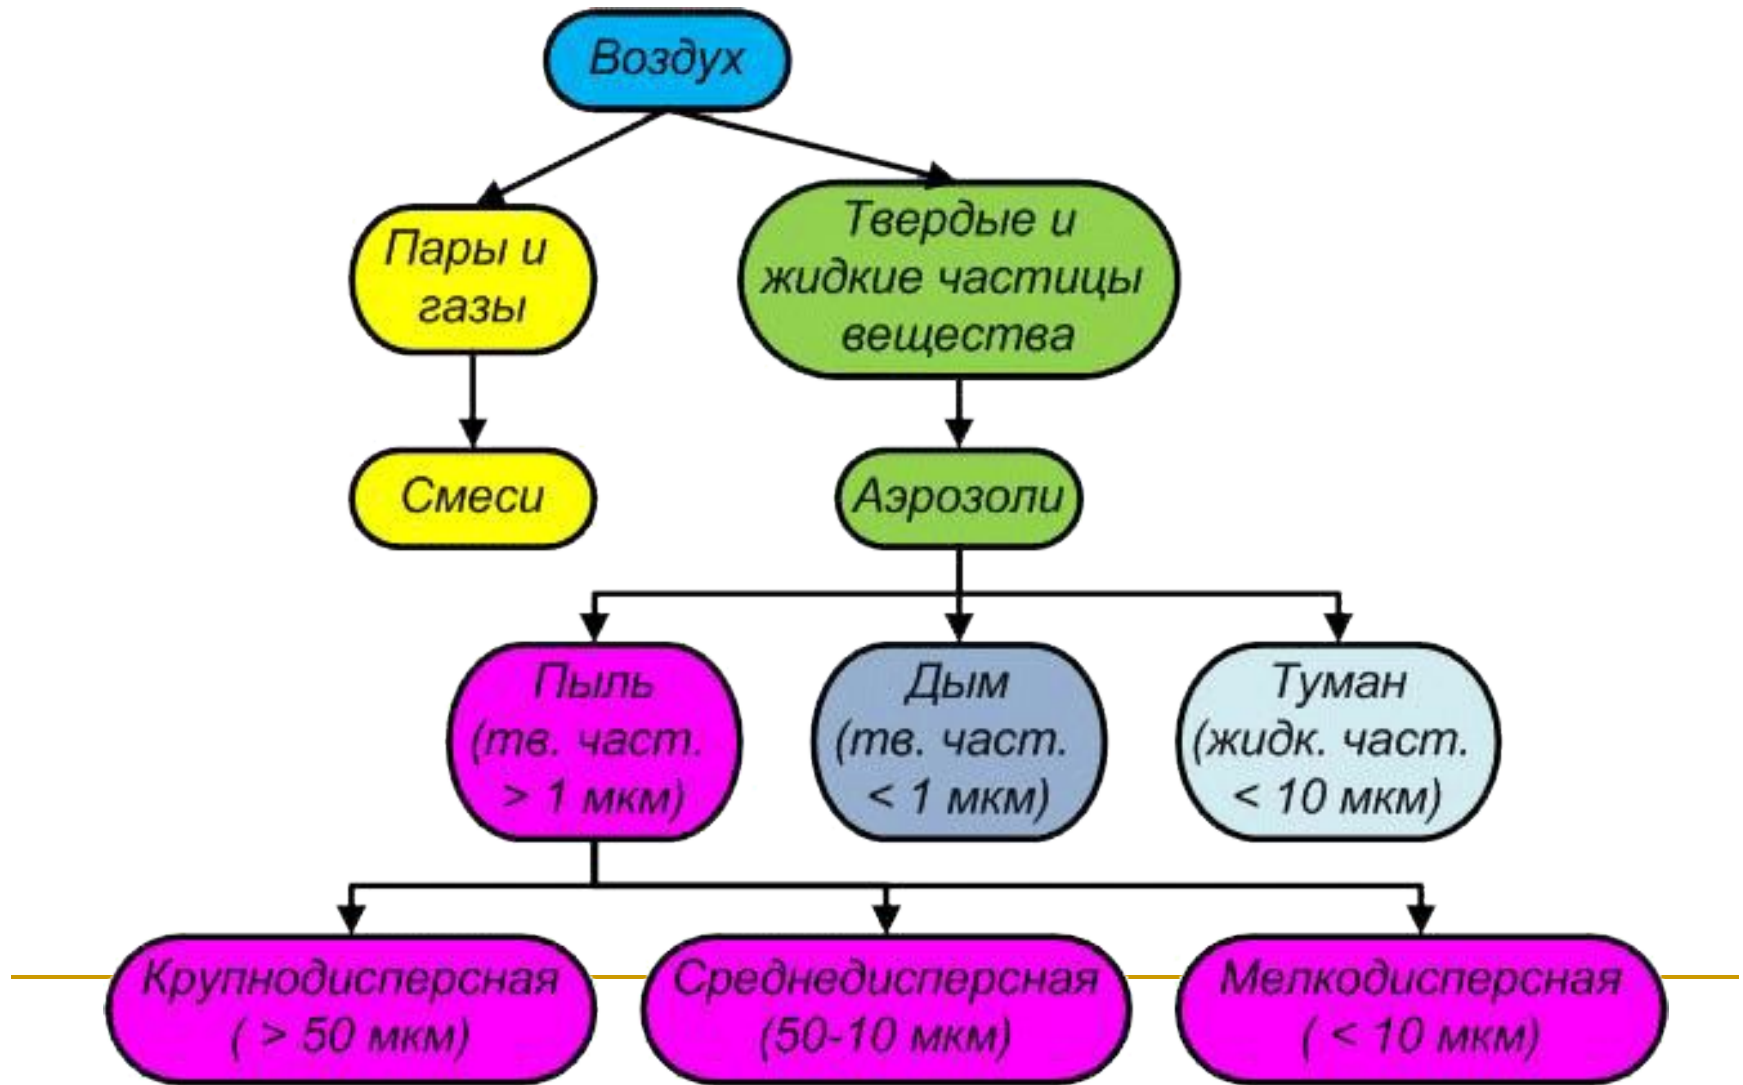 Воздух
Пары и
газы
Твердые и
жидкие частицы
вещества
Смеси
Аэрозоли
Пыль
(тв. част.
> 1 мкм)
Дым
(тв. част.
< 1 мкм)
Туман
(жидк. част.
< 10 мкм)
Крупнодисперсная
( > 50 мкм)
Среднедисперсная
(50-10 мкм)
Мелкодисперсная
( < 10 мкм)